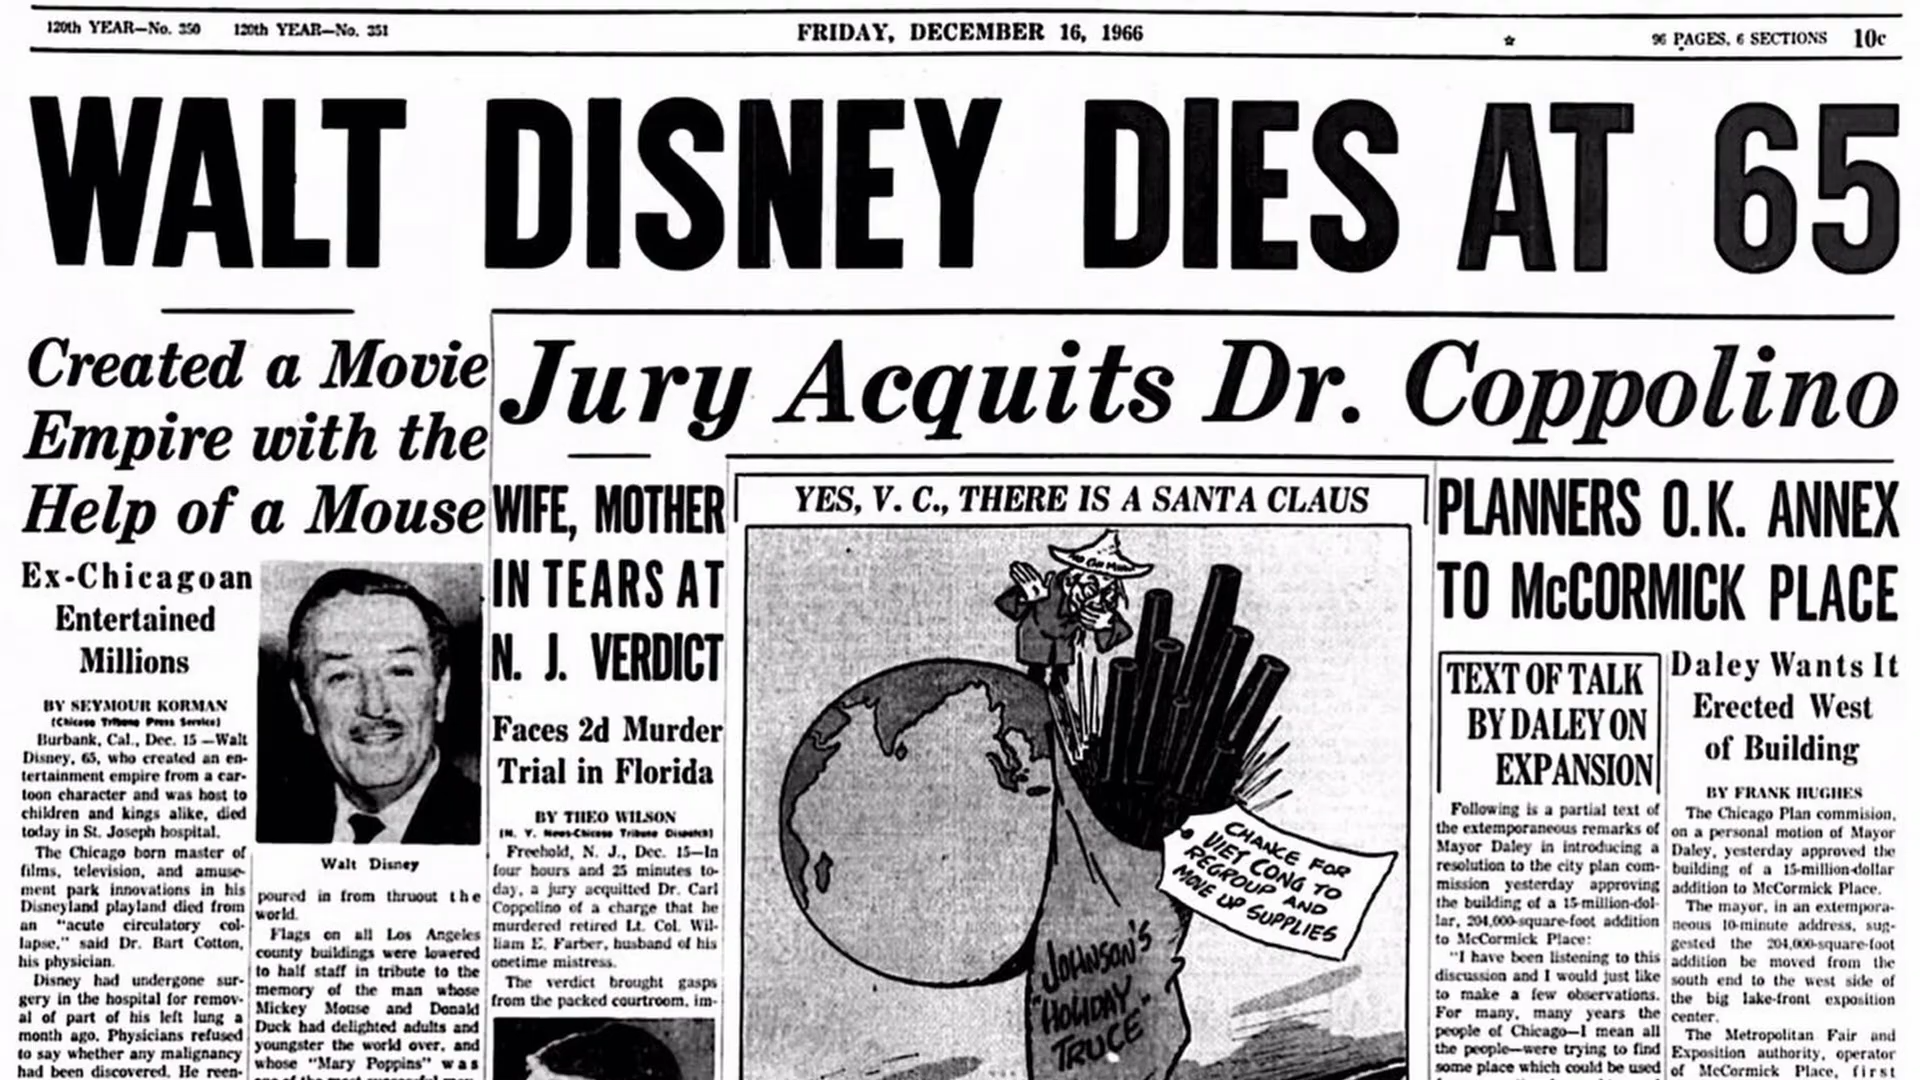 120th YEAR—No. 350 120th YEAR—No. 351
FRIDAY, DECEMBER 16, 1966
96 PAGES, 6 SECTIONS 10c
WALT DISNEY DIES AT 65
Created a Movie
Empire with the
Help of a Mouse
Ex-Chicagoan
Entertained
Millions
BY SEYMOUR KORMAN
[Chicago Tribune Press Service]
Burbank, Cal., Dec. 15 —Walt
Disney, 65, who created an en-
tertainment empire from a car-
toon character and was host to
children and kings alike, died
today in St. Joseph hospital.
The Chicago born master of
films, television, and amuse-
ment park innovations in his
Disneyland playland died from
an "acute circulatory col-
lapse," said Dr. Bart Cotton,
his physician.
Disney had undergone sur-
gery in the hospital for remov-
al of part of his left lung a
month ago. Physicians refused
to say whether any malignancy
had been discovered. He reen-
Walt Disney
poured in from thruout the
world.
Flags on all Los Angeles
county buildings were lowered
to half staff in tribute to the
memory of the man whose
Mickey Mouse and Donald
Duck had delighted adults and
youngster the world over, and
whose "Mary Poppins" was
Jury Acquits Dr. Coppolino
WIFE, MOTHER
IN TEARS AT
N. J. VERDICT
Faces 2d Murder
Trial in Florida
BY THEO WILSON
[N. Y. News-Chicago Tribune Dispatch]
Freehold, N. J., Dec. 15—In
four hours and 25 minutes to-
day, a jury acquitted Dr. Carl
Coppolino of a charge that he
murdered retired Lt. Col. Wil-
liam E. Farber, husband of his
onetime mistress.
The verdict brought gasps
from the packed courtroom, im-
YES, V. C., THERE IS A SANTA CLAUS
CHANCE FOR
VIET CONG TO
REGROUP AND
MOVE UP SUPPLIES
JOHNSON'S
"HOLIDAY
TRUCE"
PLANNERS O.K. ANNEX
TO McCORMICK PLACE
TEXT OF TALK
BY DALEY ON
EXPANSION
Following is a partial text of
the extemporaneous remarks of
Mayor Daley in introducing a
resolution to the city plan com-
mission yesterday approving
the building of a 15-million-dol-
lar, 204,000-square-foot addition
to McCormick Place:
"I have been listening to this
discussion and I would just like
to make a few observations.
For many, many years the
people of Chicago—I mean all
the people—were trying to find
some place which could be used
Daley Wants It
Erected West
of Building
BY FRANK HUGHES
The Chicago Plan commision,
on a personal motion of Mayor
Daley, yesterday approved the
building of a 15-million-dollar
addition to McCormick Place.
The mayor, in an extempora-
neous 10-minute address, sug-
gested the 204,000-square-foot
addition be moved from the
south end to the west side of
the big lake-front exposition
center.
The Metropolitan Fair and
Exposition authority, operator
of McCormick Place, first